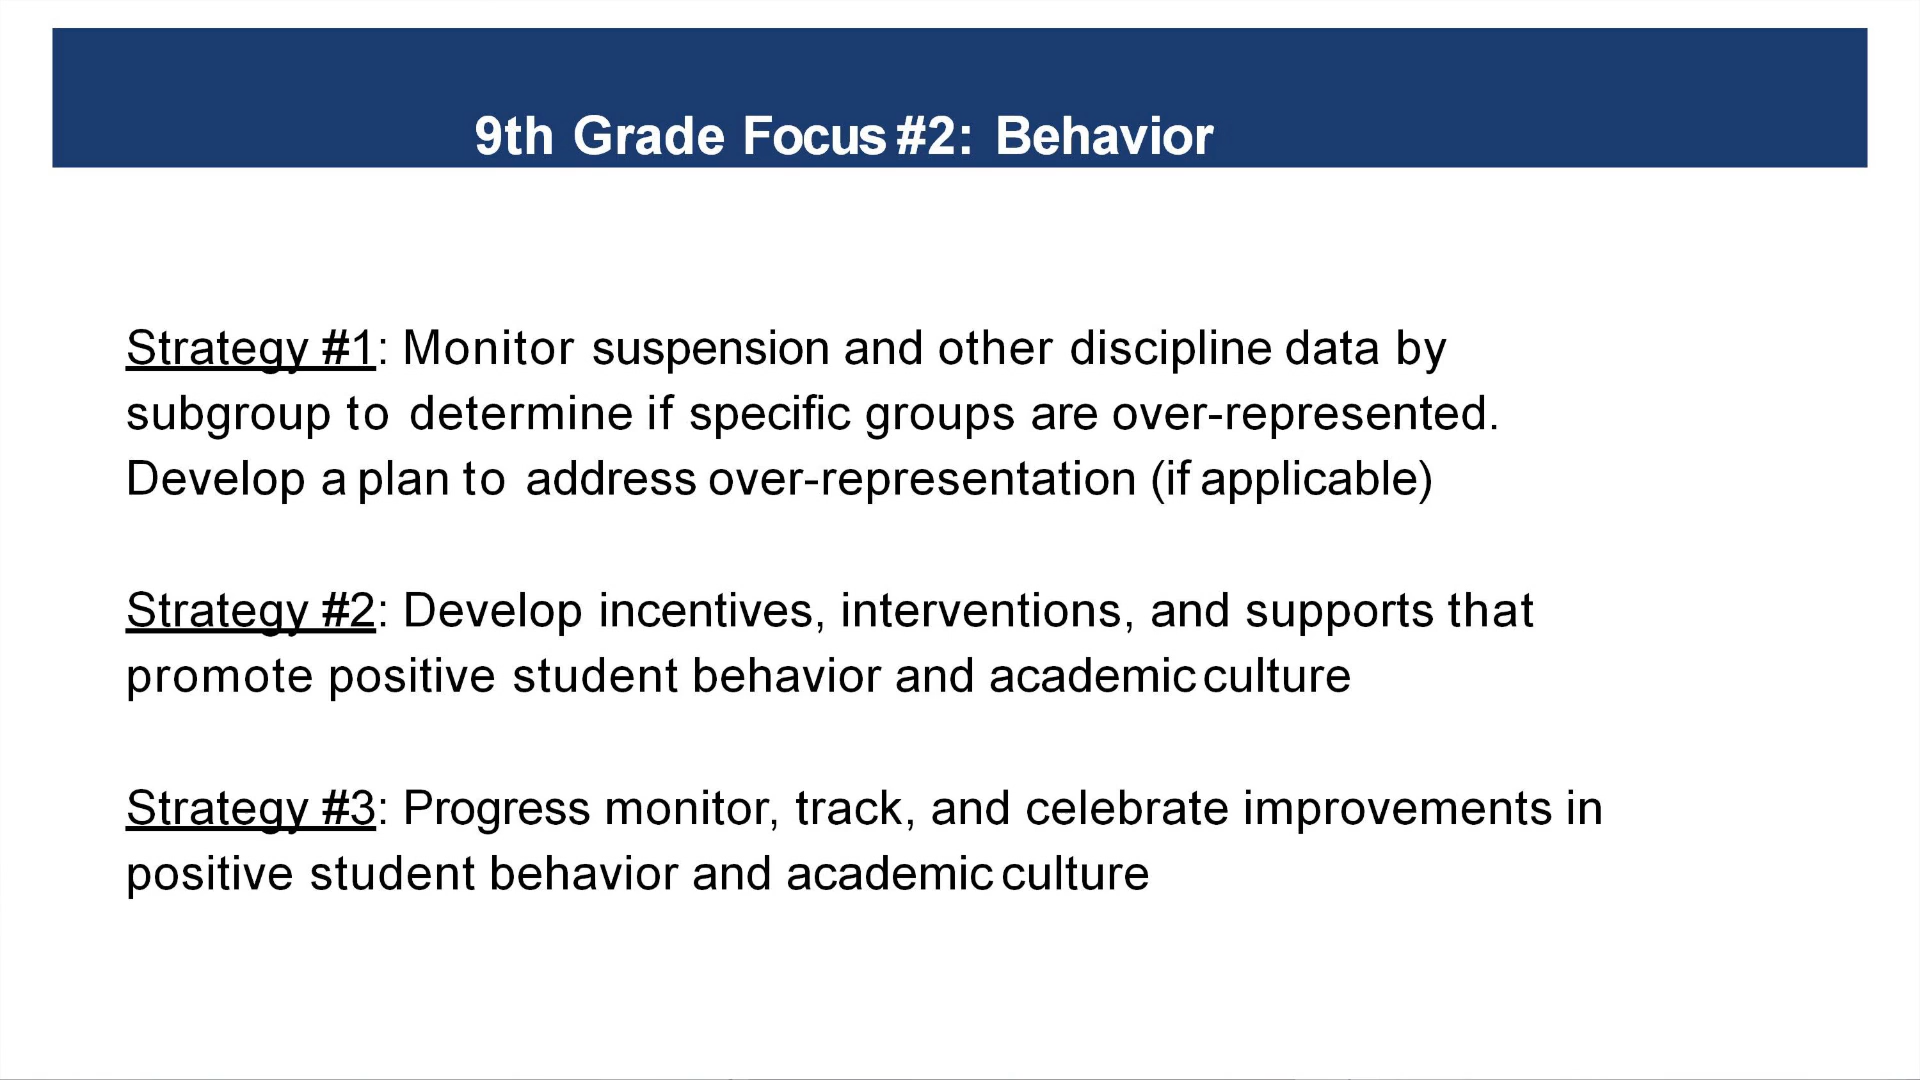 9th Grade Focus #2: Behavior
Strategy #1: Monitor suspension and other discipline data by
subgroup to determine if specific groups are over-represented.
Develop a plan to address over-representation (if applicable)
Strategy #2: Develop incentives, interventions, and supports that
promote positive student behavior and academic culture
Strategy #3: Progress monitor, track, and celebrate improvements in
positive student behavior and academic culture